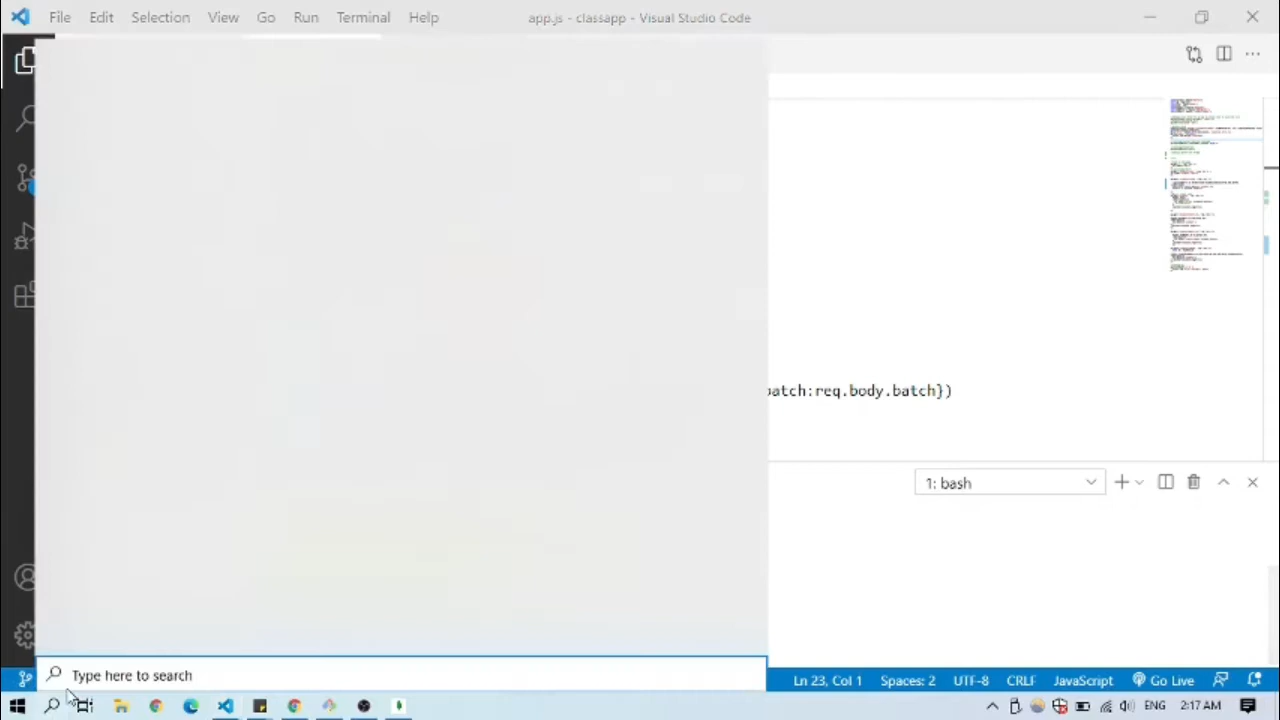 File Edit Selection View Go Run Terminal Help app.js - classapp - Visual Studio Code
atch:req.body.batch})
1: bash
Type here to search
Ln 23, Col 1 Spaces: 2 UTF-8 CRLF JavaScript Go Live
ENG 2:17 AM